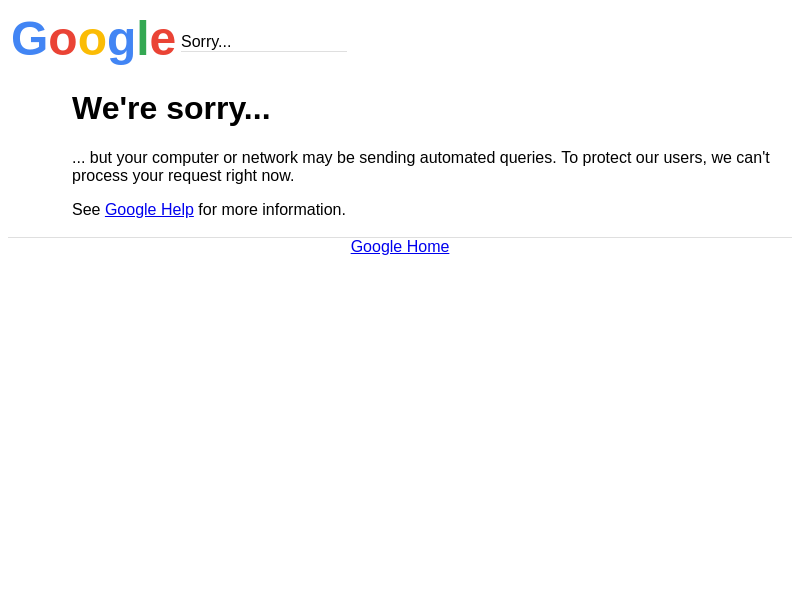 Google Sorry...
We're sorry...
... but your computer or network may be sending automated queries. To protect our users, we can't
process your request right now.
See Google Help for more information.
Google Home